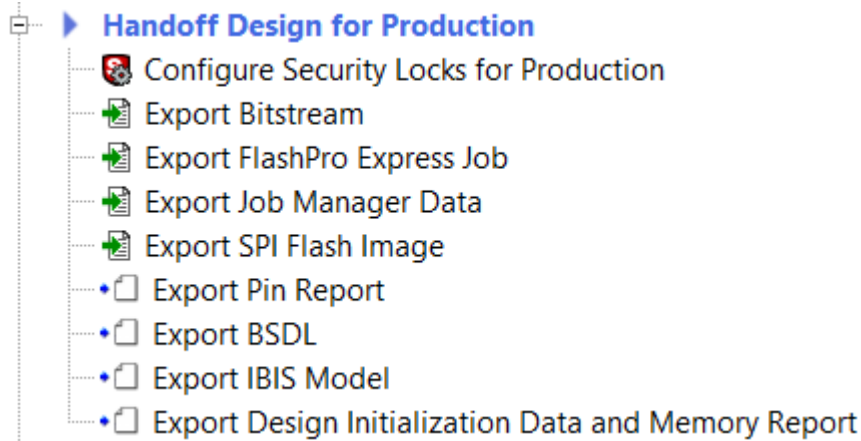 Handoff Design for Production
Configure Security Locks for Production
Export Bitstream
Export FlashPro Express Job
Export Job Manager Data
Export SPI Flash Image
Export Pin Report
Export BSDL
Export IBIS Model
Export Design Initialization Data and Memory Report